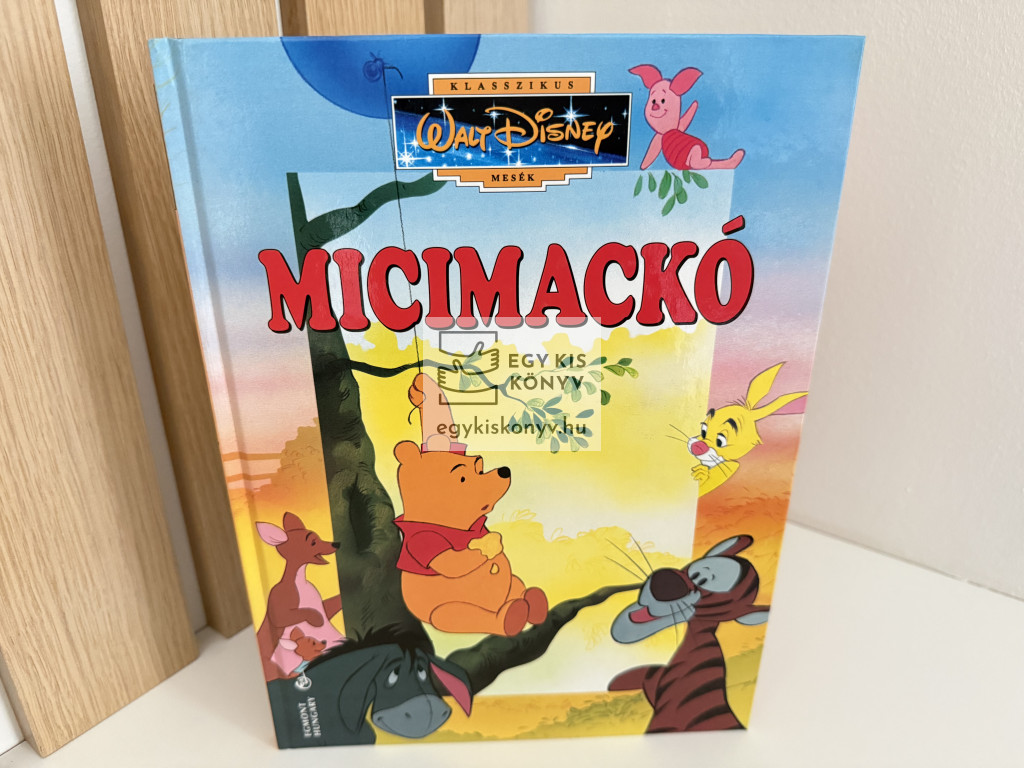 KLASSZIKUS
WALT DISNEY
MESÉK
MICIMACKÓ
EGY KIS
KÖNYV
egykiskonyv.hu
EGMONT
HUNGARY